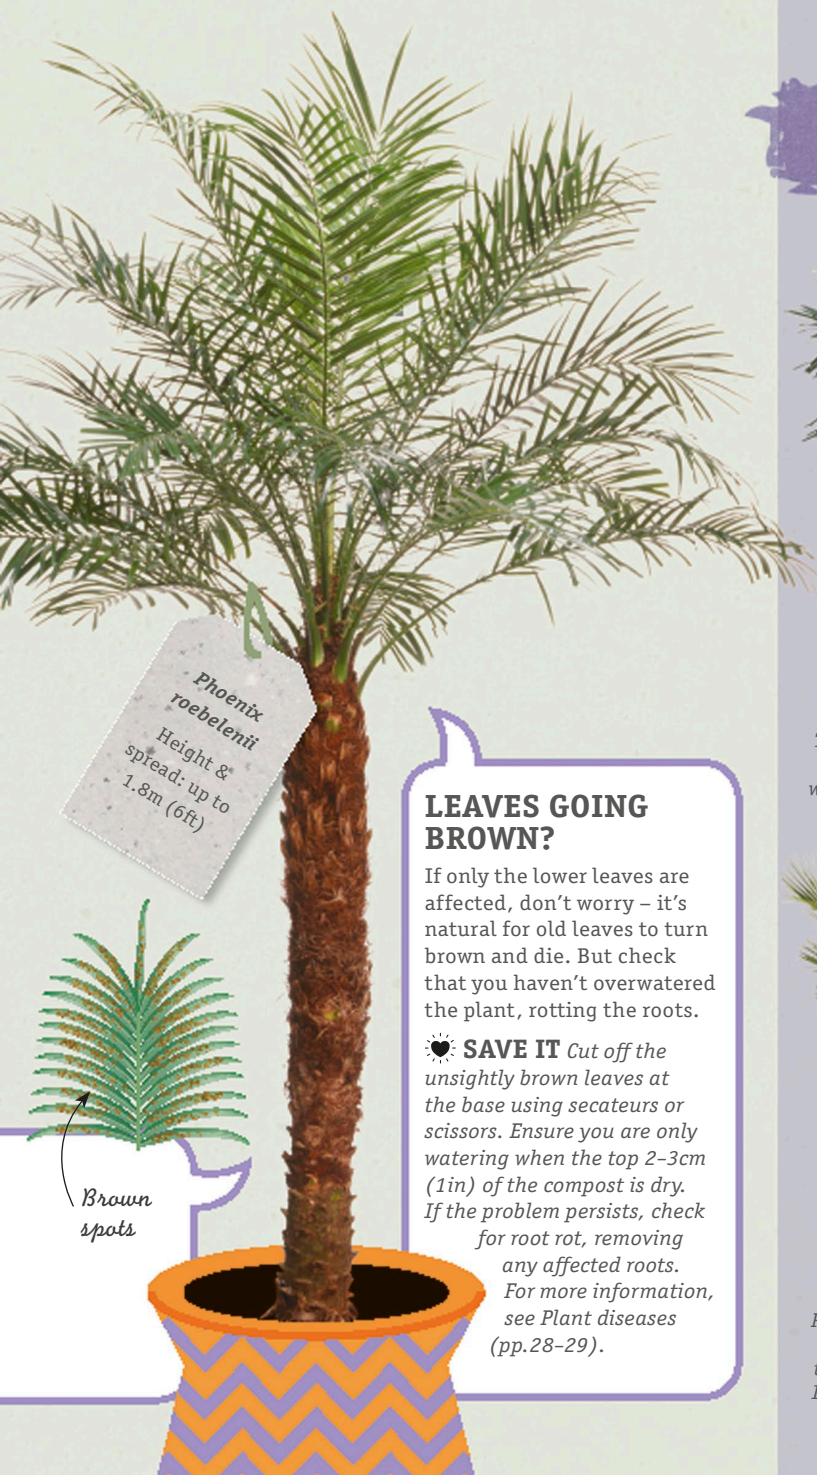 Phoenix
roebelenii
Height &
spread: up to
1.8m (6ft)
LEAVES GOING
BROWN?
If only the lower leaves are
affected, don’t worry – it’s
natural for old leaves to turn
brown and die. But check
that you haven’t overwatered
the plant, rotting the roots.
SAVE IT Cut off the
unsightly brown leaves at
the base using secateurs or
scissors. Ensure you are only
watering when the top 2–3cm
(1in) of the compost is dry.
If the problem persists, check
for root rot, removing
any affected roots.
For more information,
see Plant diseases
(pp.28–29).
Brown
spots